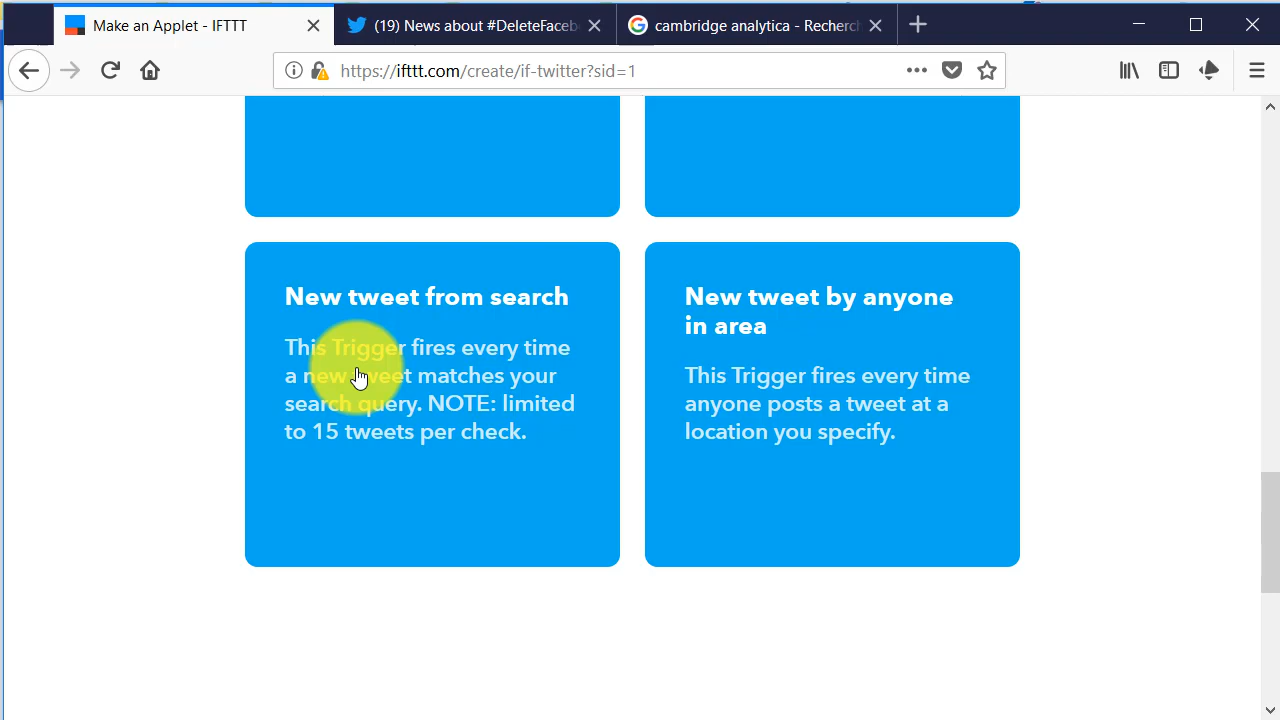 Make an Applet - IFTTT
(19) News about #DeleteFaceb
cambridge analytica - Recherch
https://ifttt.com/create/if-twitter?sid=1
New tweet from search
This Trigger fires every time
a new tweet matches your
search query. NOTE: limited
to 15 tweets per check.
New tweet by anyone
in area
This Trigger fires every time
anyone posts a tweet at a
location you specify.